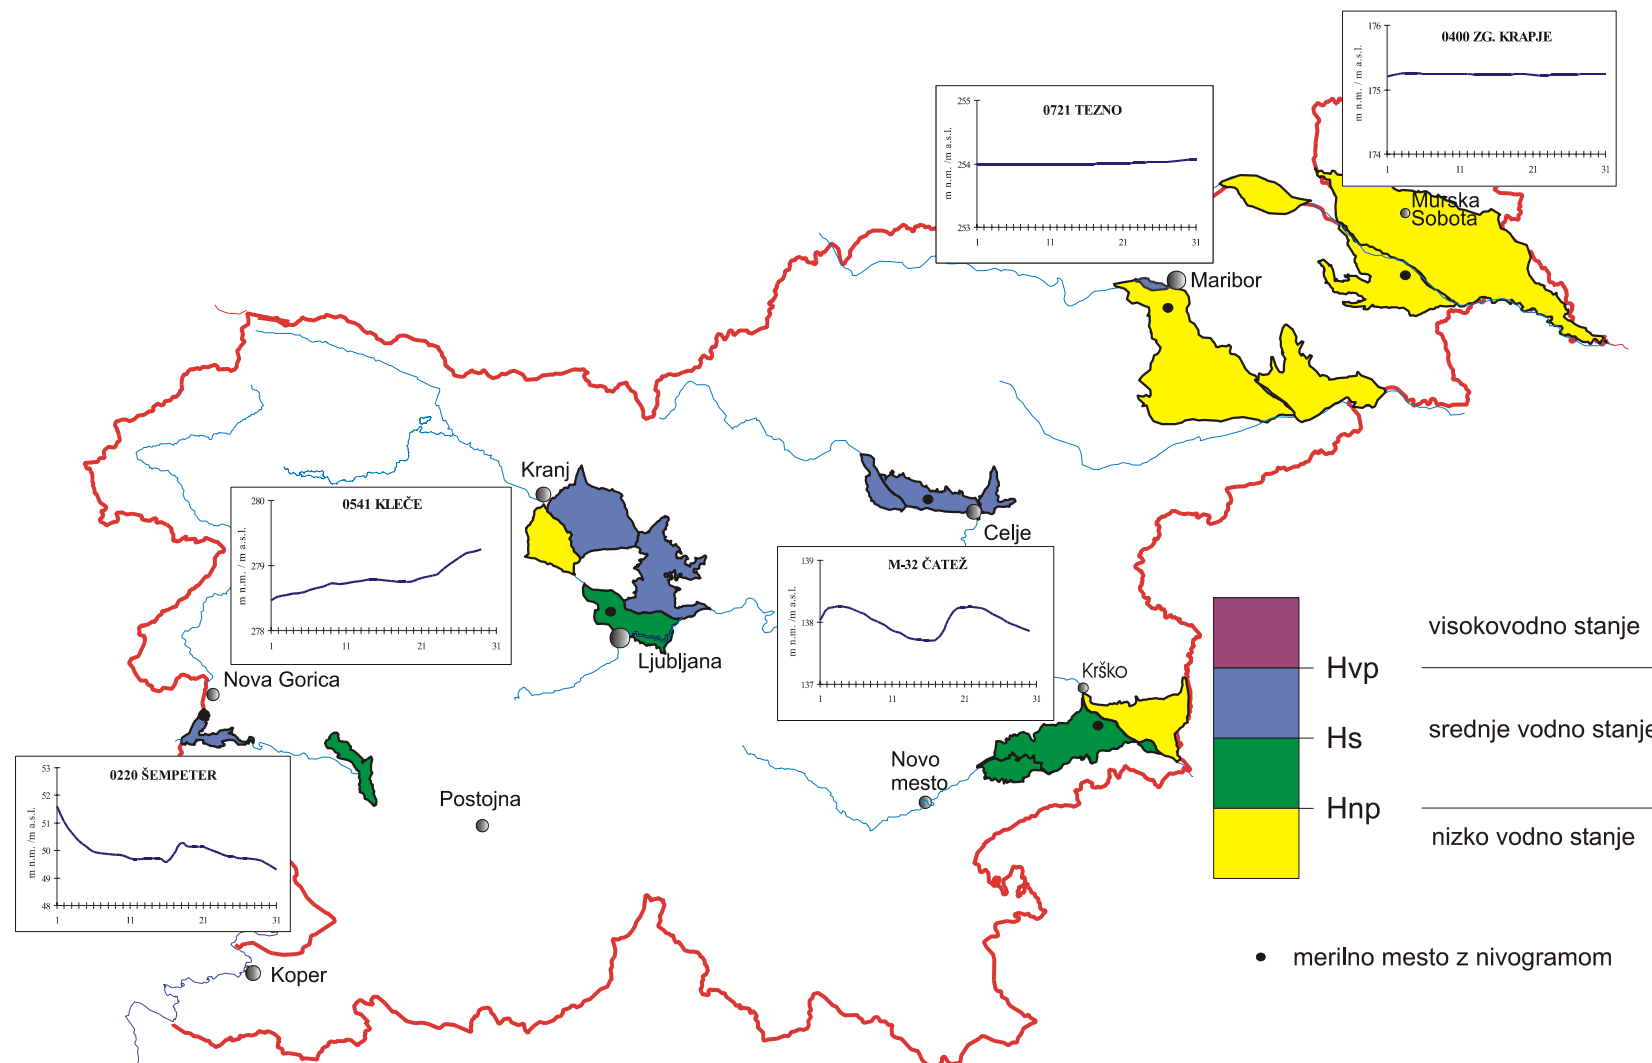 176
0400 ZG. KRAPJE
m n.m. / m a.s.l.
175
174
1 11 21 31
255
0721 TEZNO
m n.m. /m a.s.l.
254
253
1 11 21 31
Murska
Sobota
Maribor
Kranj
280
0541 KLEČE
m n.m. / m a.s.l.
279
278
1 11 21 31
Celje
139
M-32 ČATEŽ
m n.m. /m a.s.l.
138
137
1 11 21 31
Ljubljana
Nova Gorica
Krško
Novo
mesto
Postojna
53
0220 ŠEMPETER
m n.m. /m a.s.l.
52
51
50
49
48
1 11 21 31
Koper
visokovodno stanje
Hvp
srednje vodno stanje
Hs
Hnp
nizko vodno stanje
merilno mesto z nivogramom